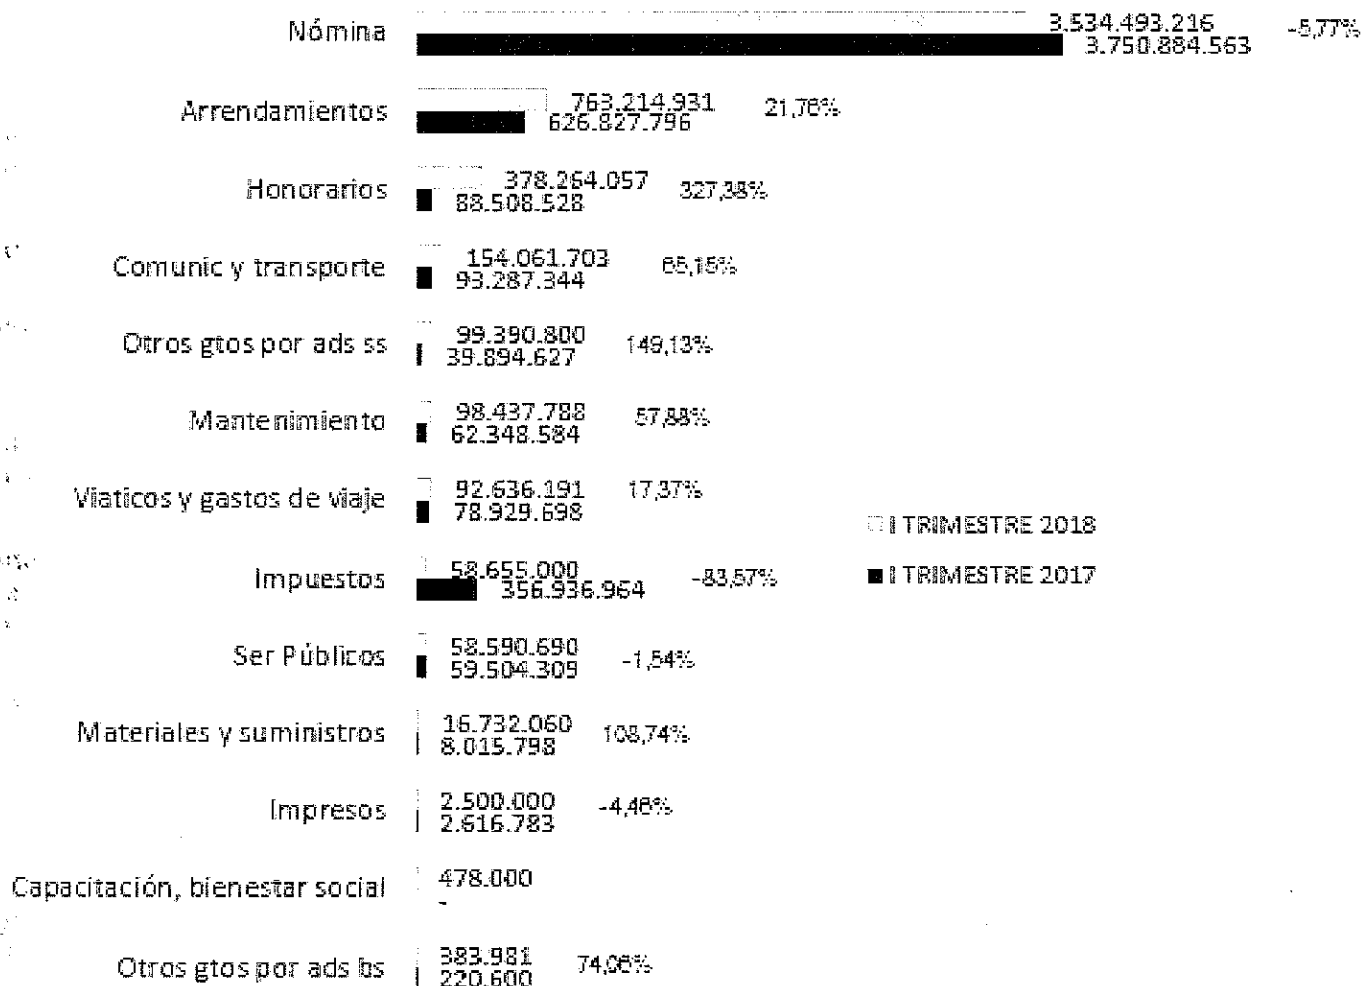 Nómina 3.534.493.216 -5,77%
3.750.884.563
Arrendamientos 763.214.931 21,76%
626.827.796
Honorarios 378.264.057 327,38%
88.508.528
Comunic y transporte 154.061.703 65,15%
93.287.344
Otros gtos por ads ss 99.390.800 149,13%
39.894.627
Mantenimiento 98.437.788 57,88%
62.348.584
Viaticos y gastos de viaje 92.636.191 17,37%
78.929.698
I TRIMESTRE 2018
Impuestos 58.655.000 -83,57%
356.936.964
I TRIMESTRE 2017
Ser Públicos 58.590.690 -1,54%
59.504.309
Materiales y suministros 16.732.060 108,74%
8.015.798
Impresos 2.500.000 -4,46%
2.616.783
Capacitación, bienestar social 478.000
-
Otros gtos por ads bs 383.981 74,06%
220.600